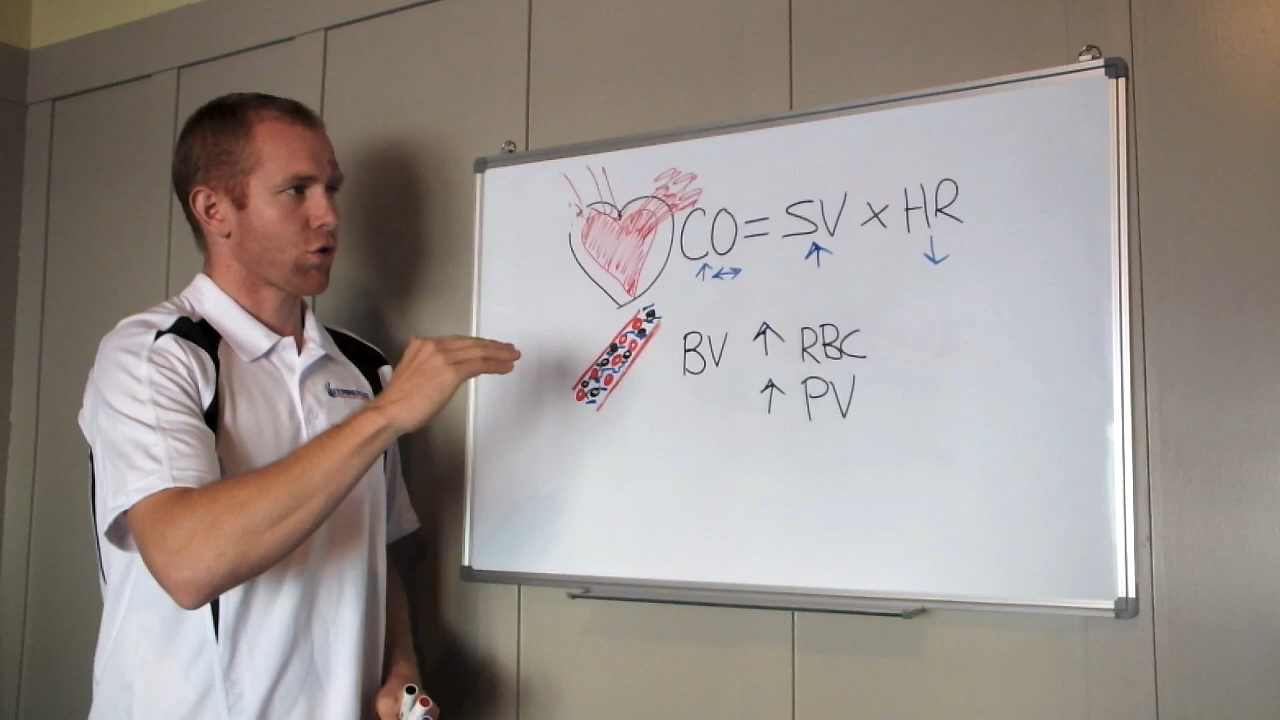 CO = SV x HR
↑ ↔ ↑ ↓
BV ↑ RBC
↑ PV